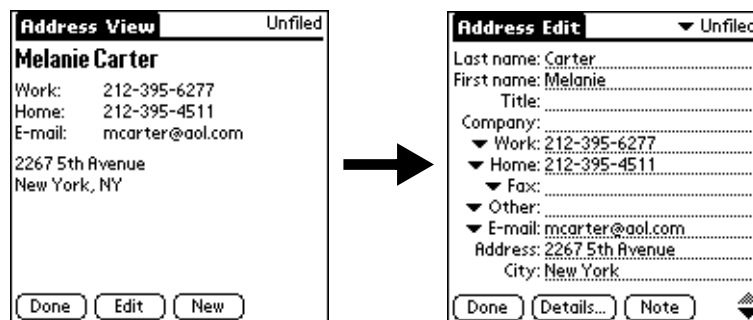 Address View Unfiled
Melanie Carter
Work: 212-395-6277
Home: 212-395-4511
E-mail: mcarter@aol.com
2267 5th Avenue
New York, NY
Done Edit New
Address Edit Unfiled
Last name: Carter
First name: Melanie
Title:
Company:
Work: 212-395-6277
Home: 212-395-4511
Fax:
Other:
E-mail: mcarter@aol.com
Address: 2267 5th Avenue
City: New York
Done Details... Note